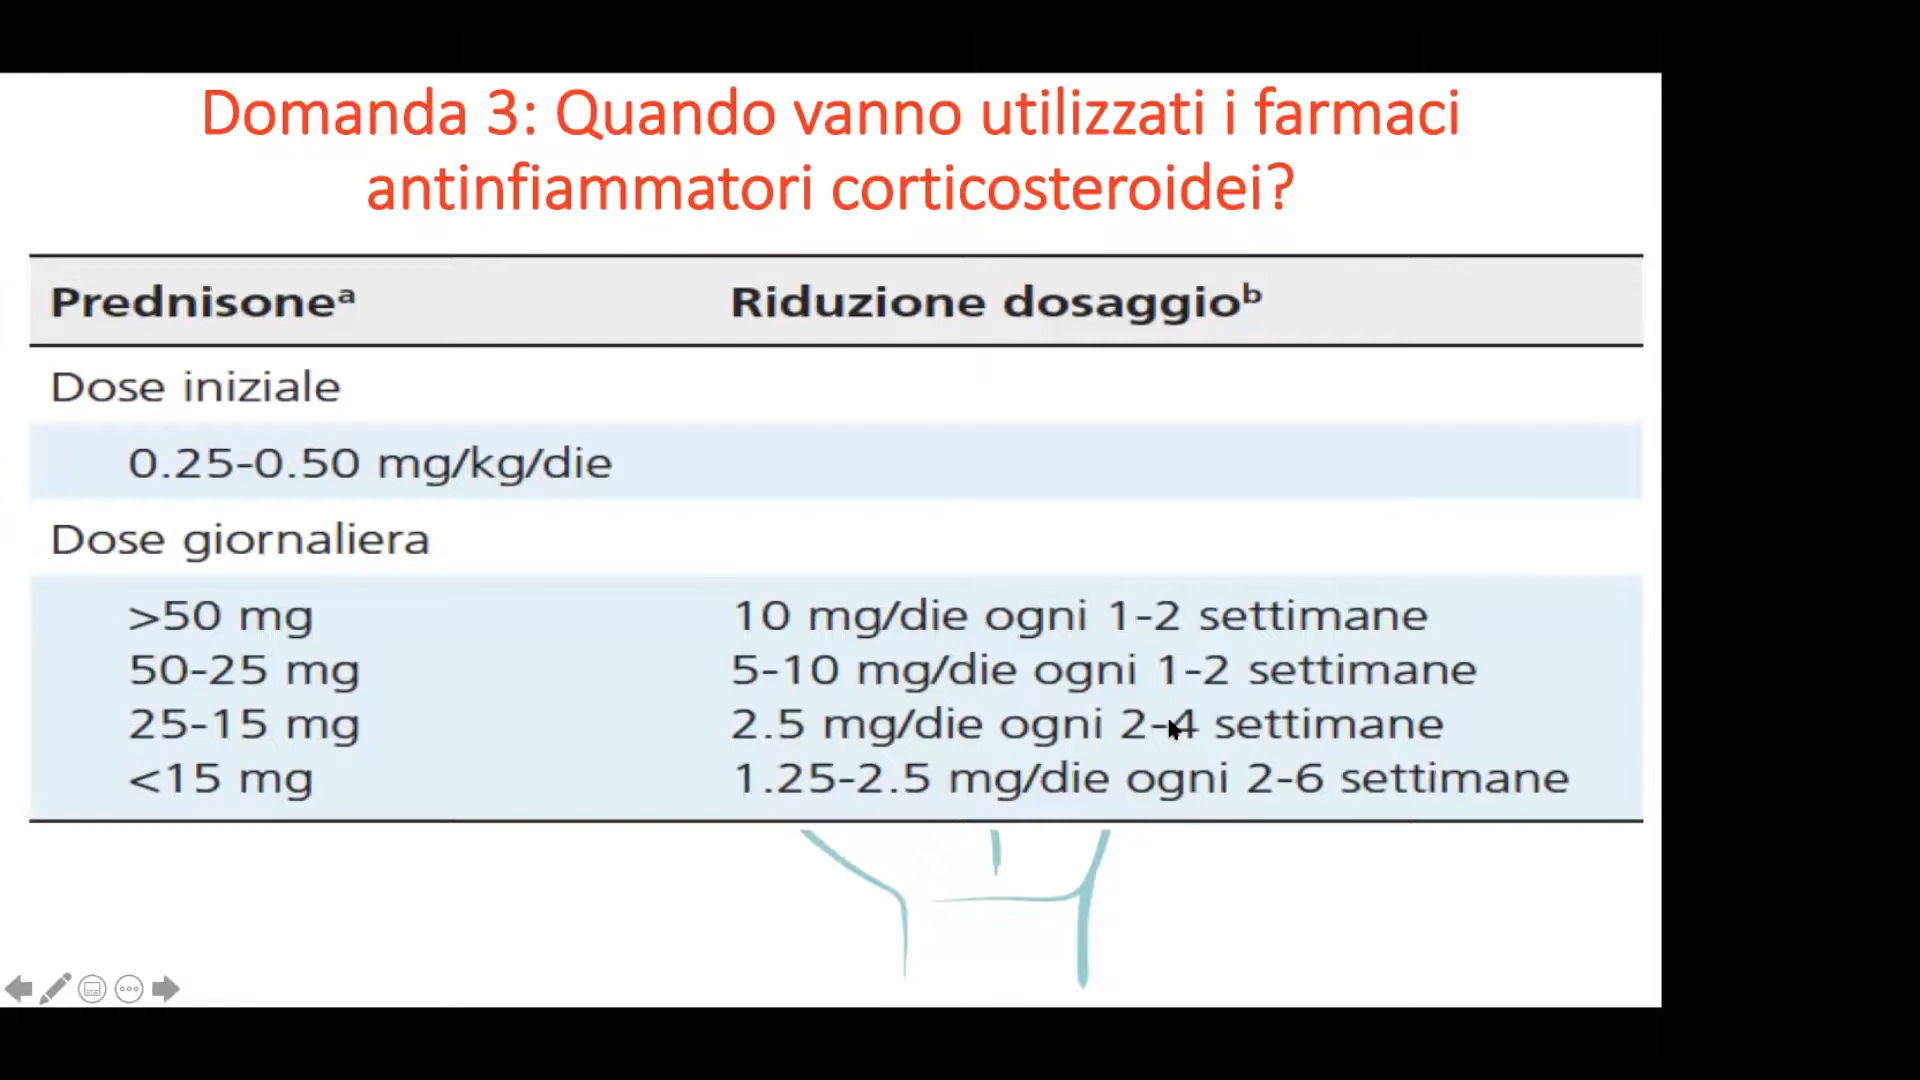 Domanda 3: Quando vanno utilizzati i farmaci
antinfiammatori corticosteroidei?
Prednisoneᵃ Riduzione dosaggioᵇ
Dose iniziale
0.25-0.50 mg/kg/die
Dose giornaliera
>50 mg 10 mg/die ogni 1-2 settimane
50-25 mg 5-10 mg/die ogni 1-2 settimane
25-15 mg 2.5 mg/die ogni 2-4 settimane
<15 mg 1.25-2.5 mg/die ogni 2-6 settimane